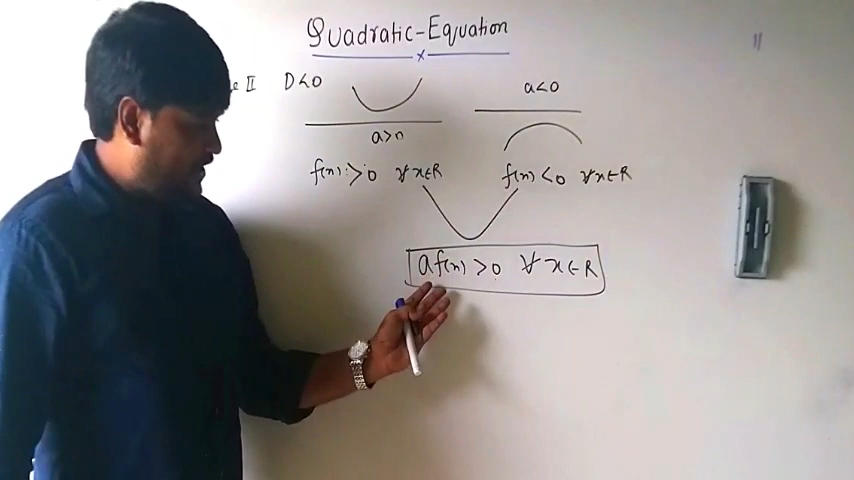 Quadratic-Equation
e II D<0
a<0
a>0
f(x) > 0 ∀ x∈R
f(x) < 0 ∀ x∈R
a f(x) > 0 ∀ x∈R